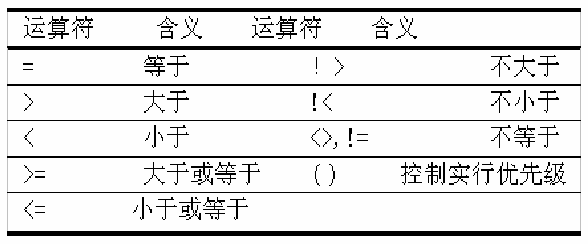 运算符 含义 运算符 含义
= 等于 ! > 不大于
> 大于 !< 不小于
< 小于 <>,!= 不等于
>= 大于或等于 () 控制实行优先级
<= 小于或等于